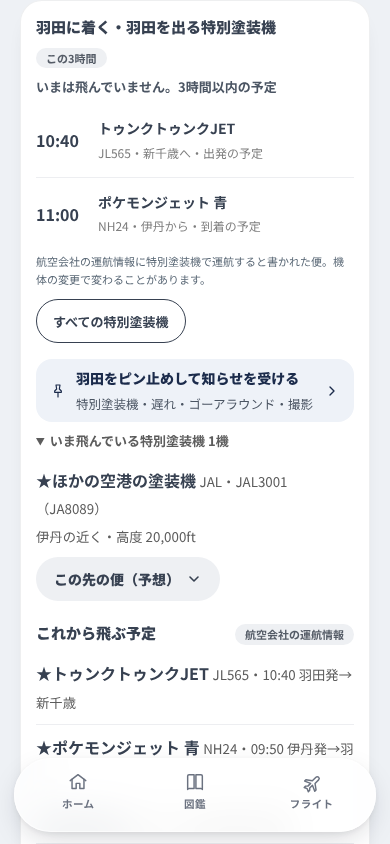 羽田に着く・羽田を出る特別塗装機
この3時間
いまは飛んでいません。3時間以内の予定
10:40
トゥンクトゥンクJET
JL565・新千歳へ・出発の予定
11:00
ポケモンジェット 青
NH24・伊丹から・到着の予定
航空会社の運航情報に特別塗装機で運航すると書かれた便。機
体の変更で変わることがあります。
すべての特別塗装機
羽田をピン止めして知らせを受ける
特別塗装機・遅れ・ゴーアラウンド・撮影
▼ いま飛んでいる特別塗装機 1機
★ほかの空港の塗装機 JAL・JAL3001
（JA8089）
伊丹の近く・高度 20,000ft
この先の便（予想）
これから飛ぶ予定
航空会社の運航情報
★トゥンクトゥンクJET JL565・10:40 羽田発→
新千歳
★ポケモンジェット 青 NH24・09:50 伊丹発→羽
ホーム
図鑑
フライト